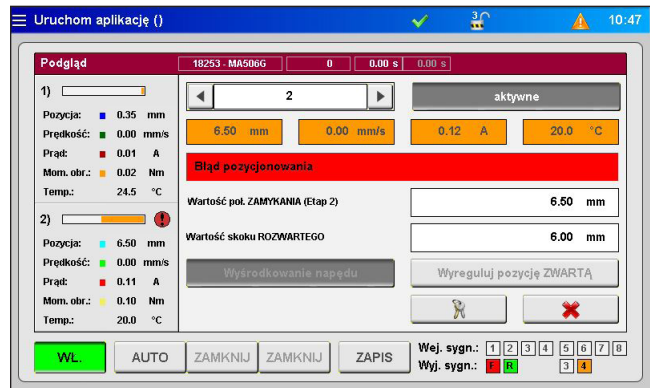 Uruchom aplikację ()
3
10:47
Podgląd
18253 - MA506G 0 0.00 s 0.00 s
1)
Pozycja: 0.35 mm
Prędkość: 0.00 mm/s
Prąd: 0.01 A
Mom. obr.: 0.02 Nm
Temp.: 24.5 °C
2)
Pozycja: 6.50 mm
Prędkość: 0.00 mm/s
Prąd: 0.11 A
Mom. obr.: 0.10 Nm
Temp.: 20.0 °C
2
aktywne
6.50 mm 0.00 mm/s 0.12 A 20.0 °C
Błąd pozycjonowania
Wartość poł. ZAMYKANIA (Etap 2) 6.50 mm
Wartość skoku ROZWARTEGO 6.00 mm
Wyśrodkowanie napędu
Wyreguluj pozycję ZWARTĄ
WŁ. AUTO ZAMKNIJ ZAMKNIJ ZAPIS
Wej. sygn.: 1 2 3 4 5 6 7 8
Wyj. sygn.: F R 3 4